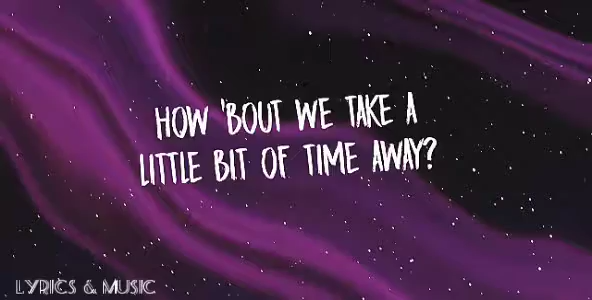 HOW 'BOUT WE TAKE A
LITTLE BIT OF TIME AWAY?
LYRICS & MUSIC